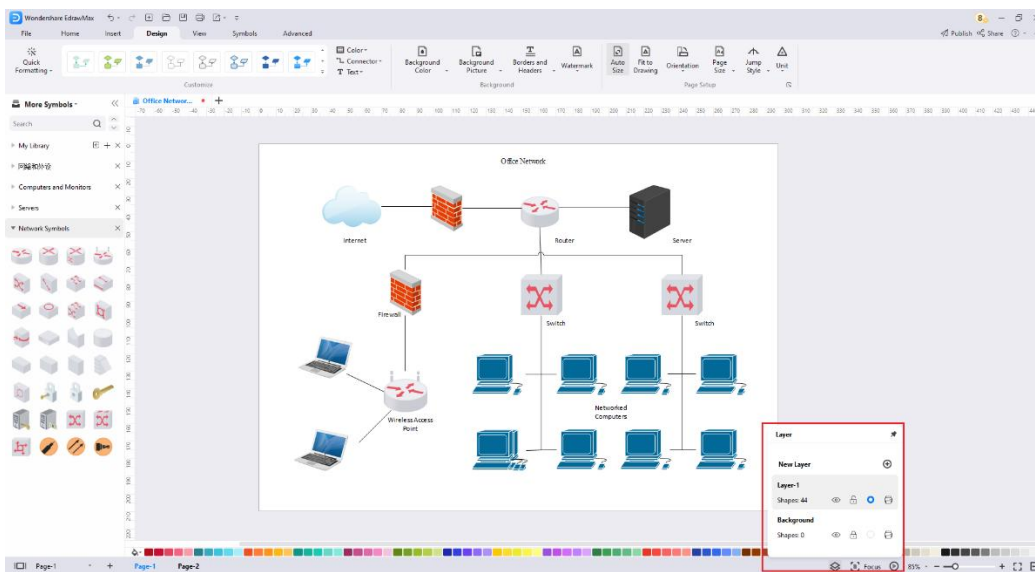 Wondershare EdrawMax
File Home Insert Design View Symbols Advanced
Publish Share
Quick Formatting
Color
Connector
Text
Background Color
Background Picture
Borders and Headers
Watermark
Auto Size
Fit to Drawing
Orientation
Page Size
Jump Style
Unit
Customize
Background
Page Setup
More Symbols
Office Networ...
Search
My Library
Computers and Monitors
Servers
Network Symbols
Office Network
Internet
Router
Server
Firewall
Switch
Switch
Wireless Access
Point
Networked
Computers
Layer
New Layer
Layer-1
Shapes: 44
Background
Shapes: 0
Page-1
Page-1
Page-2
Focus
85%